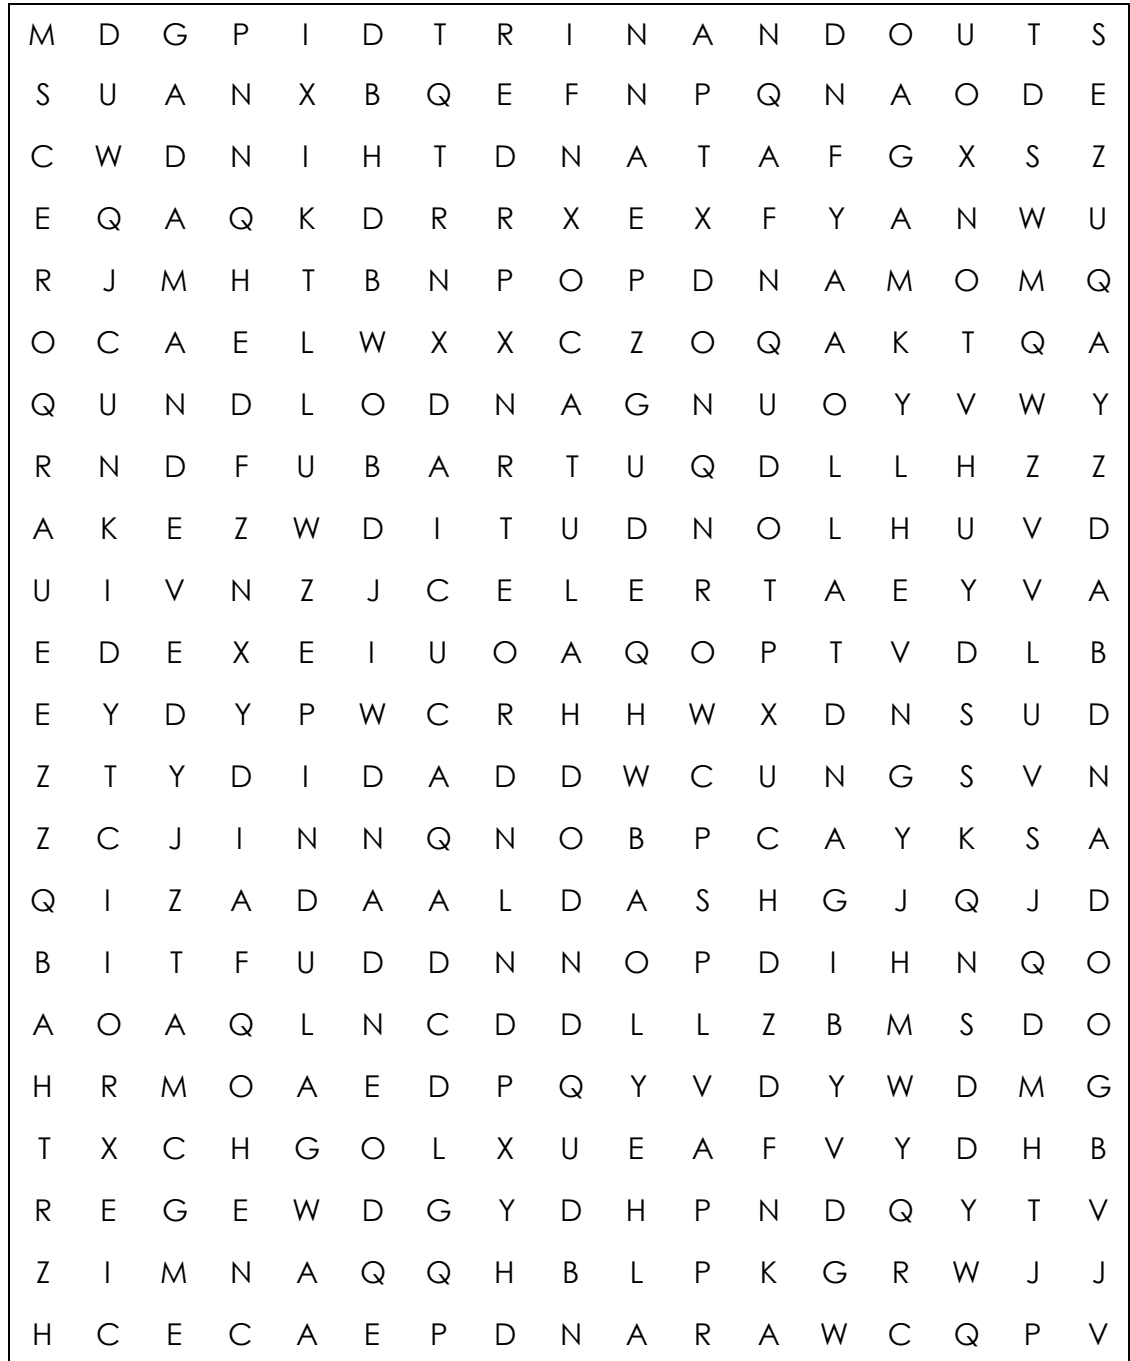 M D G P I D T R I N A N D O U T S
S U A N X B Q E F N P Q N A O D E
C W D N I H T D N A T A F G X S Z
E Q A Q K D R R X E X F Y A N W U
R J M H T B N P O P D N A M O M Q
O C A E L W X X C Z O Q A K T Q A
Q U N D L O D N A G N U O Y V W Y
R N D F U B A R T U Q D L L H Z Z
A K E Z W D I T U D N O L H U V D
U I V N Z J C E L E R T A E Y V A
E D E X E I U O A Q O P T V D L B
E Y D Y P W C R H H W X D N S U D
Z T Y D I D A D D W C U N G S V N
Z C J I N N Q N O B P C A Y K S A
Q I Z A D A A L D A S H G J Q J D
B I T F U D D N N O P D I H N Q O
A O A Q L N C D D L L Z B M S D O
H R M O A E D P Q Y V D Y W D M G
T X C H G O L X U E A F V Y D H B
R E G E W D G Y D H P N D Q Y T V
Z I M N A Q Q H B L P K G R W J J
H C E C A E P D N A R A W C Q P V